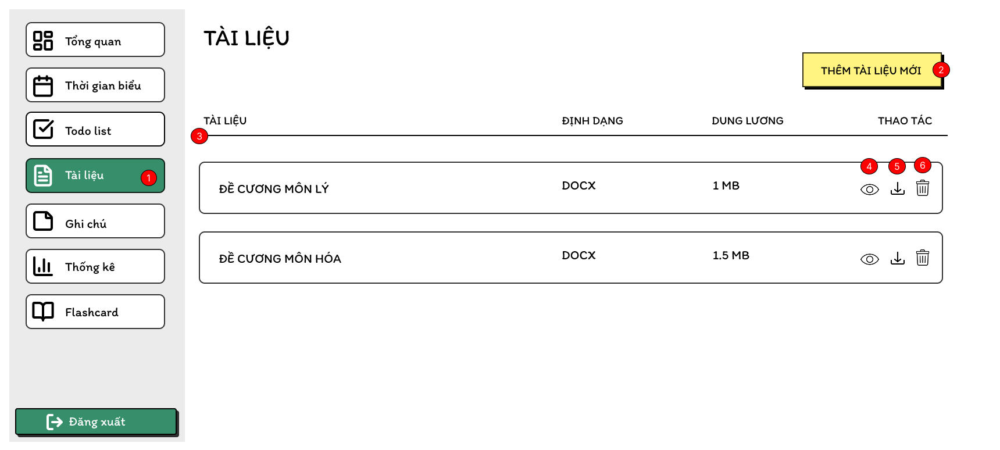 Tổng quan
Thời gian biểu
Todo list
Tài liệu 1
Ghi chú
Thống kê
Flashcard
Đăng xuất
TÀI LIỆU
THÊM TÀI LIỆU MỚI 2
TÀI LIỆU ĐỊNH DẠNG DUNG LƯƠNG THAO TÁC
3
4 5 6
ĐỀ CƯƠNG MÔN LÝ DOCX 1 MB
ĐỀ CƯƠNG MÔN HÓA DOCX 1.5 MB